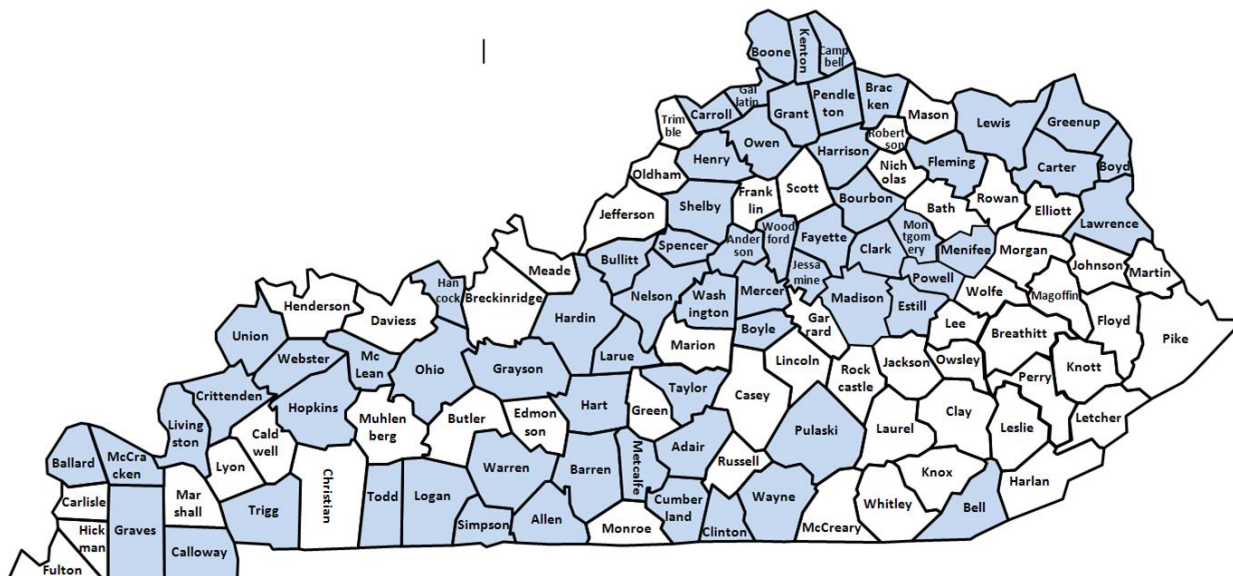 Boone
Kenton
Camp
bell
Gal
latin
Carroll
Trim
ble
Grant
Pendle
ton
Brac
ken
Mason
Lewis
Greenup
Robert
son
Owen
Harrison
Henry
Oldham
Nich
olas
Fleming
Carter
Boyd
Rowan
Elliott
Lawrence
Shelby
Frank
lin
Scott
Bourbon
Bath
Jefferson
Spencer
Ander
son
Wood
ford
Fayette
Clark
Mon
tgom
ery
Menifee
Morgan
Johnson
Martin
Bullitt
Meade
Breckinridge
Han
cock
Henderson
Daviess
Union
Webster
Mc
Lean
Ohio
Grayson
Hardin
Nelson
Wash
ington
Mercer
Jessa
mine
Madison
Powell
Estill
Wolfe
Magoffin
Floyd
Pike
Gar
rard
Boyle
Lee
Breathitt
Larue
Marion
Lincoln
Rock
castle
Jackson
Owsley
Perry
Knott
Letcher
Crittenden
Hopkins
Muhlen
berg
Butler
Edmon
son
Hart
Green
Taylor
Casey
Pulaski
Laurel
Clay
Leslie
Harlan
Living
ston
Cald
well
Lyon
Ballard
McCra
cken
Carlisle
Mar
shall
Hick
man
Graves
Fulton
Calloway
Trigg
Christian
Todd
Logan
Warren
Simpson
Allen
Barren
Metcalfe
Adair
Russell
Monroe
Cumber
land
Clinton
Wayne
McCreary
Whitley
Knox
Bell